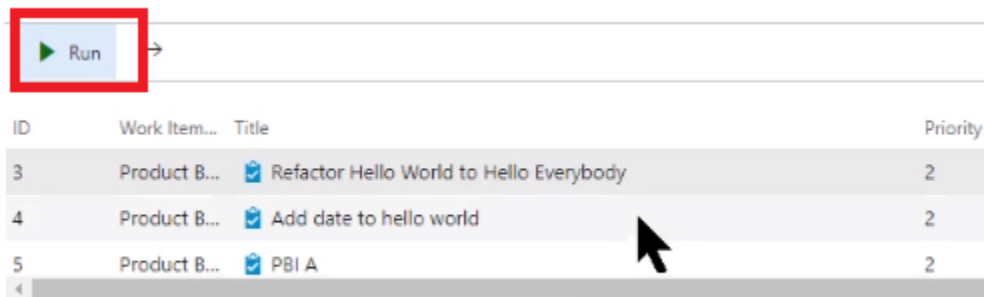 Run
ID Work Item... Title Priority
3 Product B... Refactor Hello World to Hello Everybody 2
4 Product B... Add date to hello world 2
5 Product B... PBI A 2